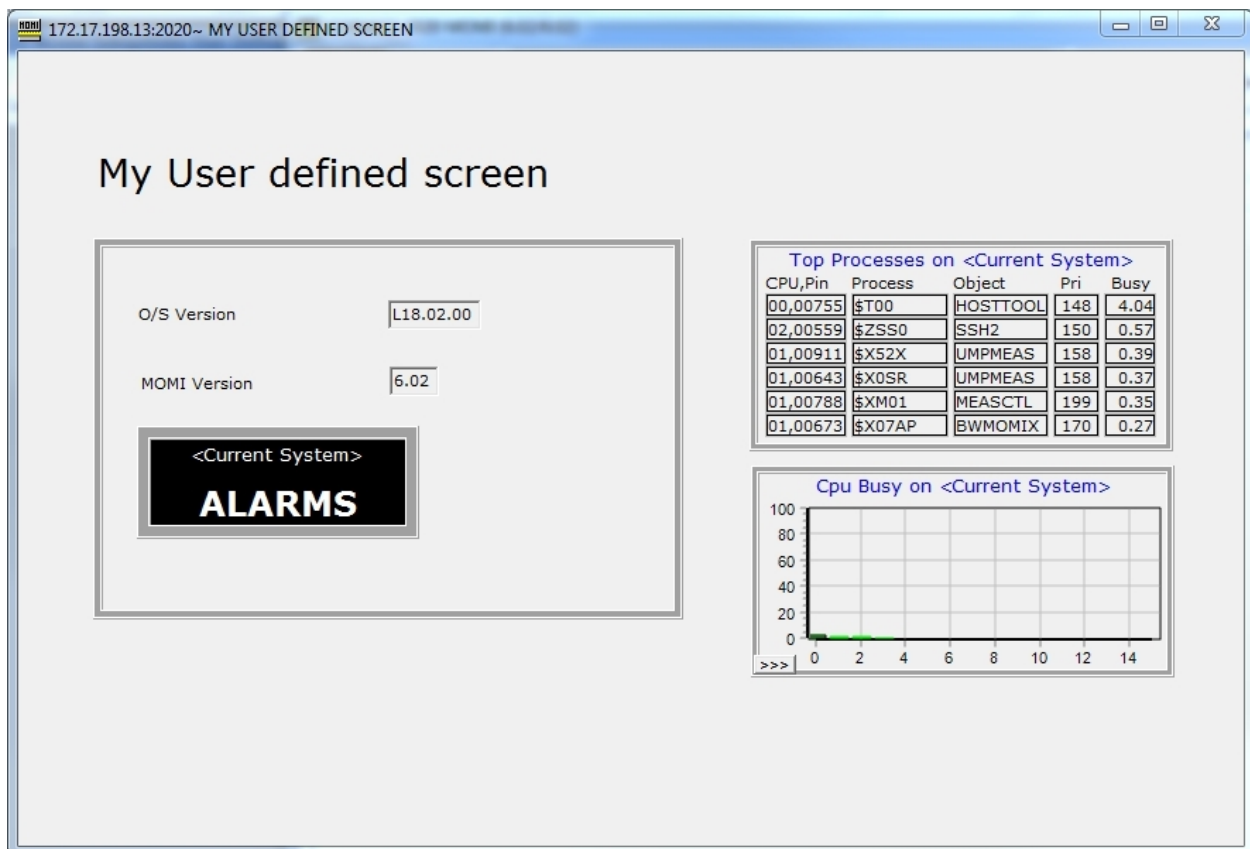 MOMI 172.17.198.13:2020~ MY USER DEFINED SCREEN
My User defined screen
O/S Version L18.02.00
MOMI Version 6.02
<Current System>
ALARMS
Top Processes on <Current System>
CPU,Pin Process Object Pri Busy
00,00755 $T00 HOSTTOOL 148 4.04
02,00559 $ZSS0 SSH2 150 0.57
01,00911 $X52X UMPMEAS 158 0.39
01,00643 $X0SR UMPMEAS 158 0.37
01,00788 $XM01 MEASCTL 199 0.35
01,00673 $X07AP BWMOMIX 170 0.27
Cpu Busy on <Current System>
100
80
60
40
20
0
>>> 0 2 4 6 8 10 12 14